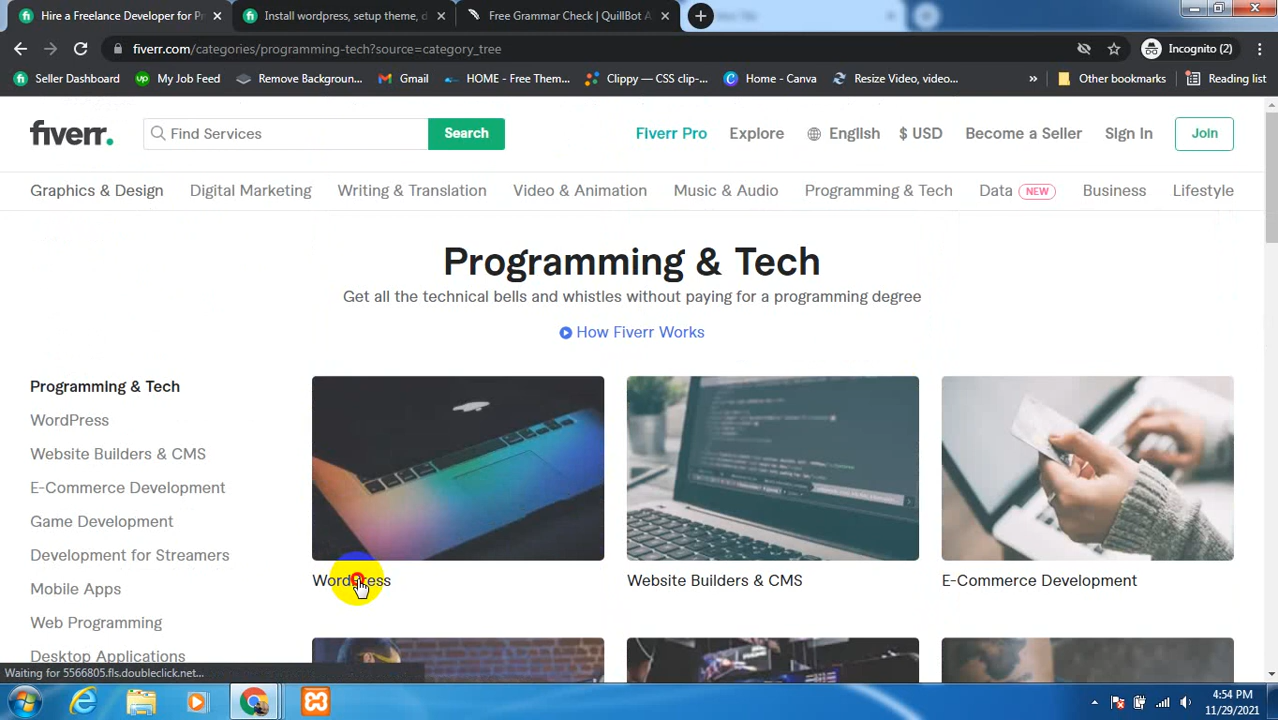 Hire a Freelance Developer for P
Install wordpress, setup theme, d
Free Grammar Check | QuillBot A
New Tab
fiverr.com/categories/programming-tech?source=category_tree
Incognito (2)
Seller Dashboard
My Job Feed
Remove Backgroun...
Gmail
HOME - Free Them...
Clippy — CSS clip-...
Home - Canva
Resize Video, video...
»
Other bookmarks
Reading list
fiverr.
Find Services
Search
Fiverr Pro
Explore
English
$ USD
Become a Seller
Sign In
Join
Graphics & Design
Digital Marketing
Writing & Translation
Video & Animation
Music & Audio
Programming & Tech
Data NEW
Business
Lifestyle
Programming & Tech
Get all the technical bells and whistles without paying for a programming degree
How Fiverr Works
Programming & Tech
WordPress
Website Builders & CMS
E-Commerce Development
Game Development
Development for Streamers
Mobile Apps
Web Programming
Desktop Applications
WordPress
Website Builders & CMS
E-Commerce Development
Waiting for 5566805.fls.doubleclick.net...
4:54 PM
11/29/2021